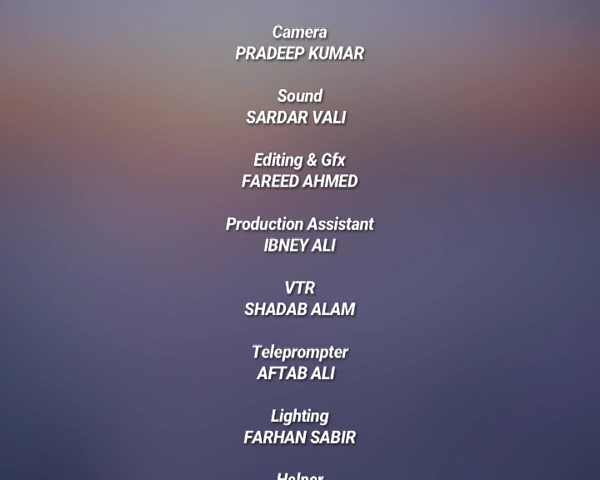 Camera
PRADEEP KUMAR
Sound
SARDAR VALI
Editing & Gfx
FAREED AHMED
Production Assistant
IBNEY ALI
VTR
SHADAB ALAM
Teleprompter
AFTAB ALI
Lighting
FARHAN SABIR
Helper